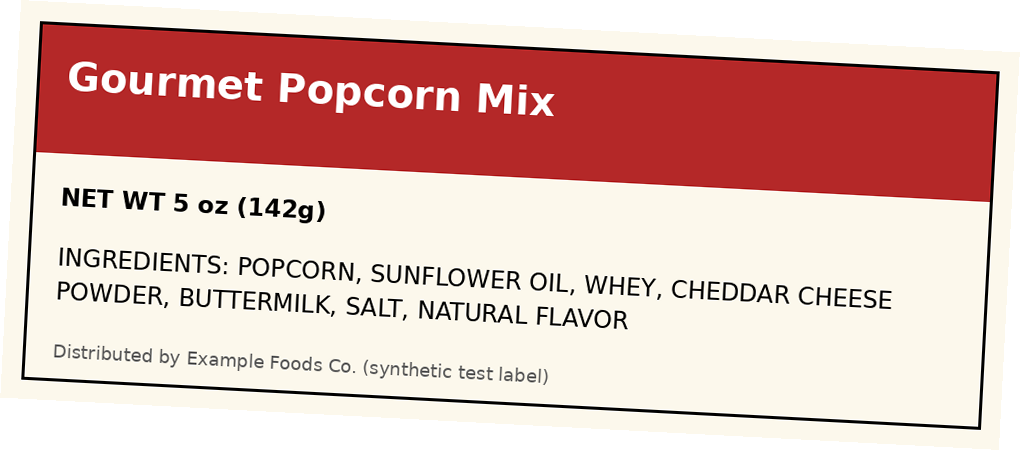 Gourmet Popcorn Mix
NET WT 5 oz (142g)
INGREDIENTS: POPCORN, SUNFLOWER OIL, WHEY, CHEDDAR CHEESE
POWDER, BUTTERMILK, SALT, NATURAL FLAVOR
Distributed by Example Foods Co. (synthetic test label)